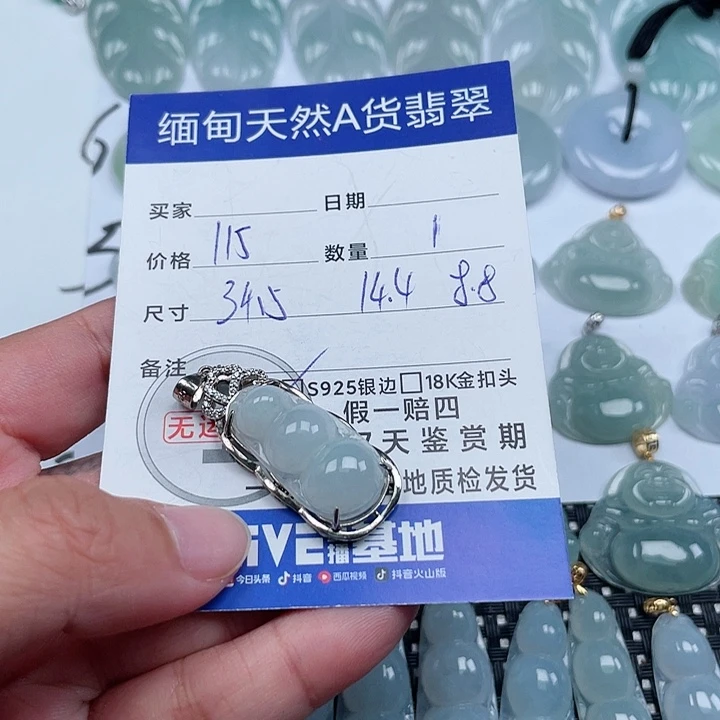 缅甸天然A货翡翠
买家 日期
价格 115 数量 1
尺寸 34.5 14.4 8.8
备注
S925银边□18K金扣头
无 假一赔四
天鉴赏期
地质检发货
播基地
今日头条 抖音 西瓜视频 抖音火山版